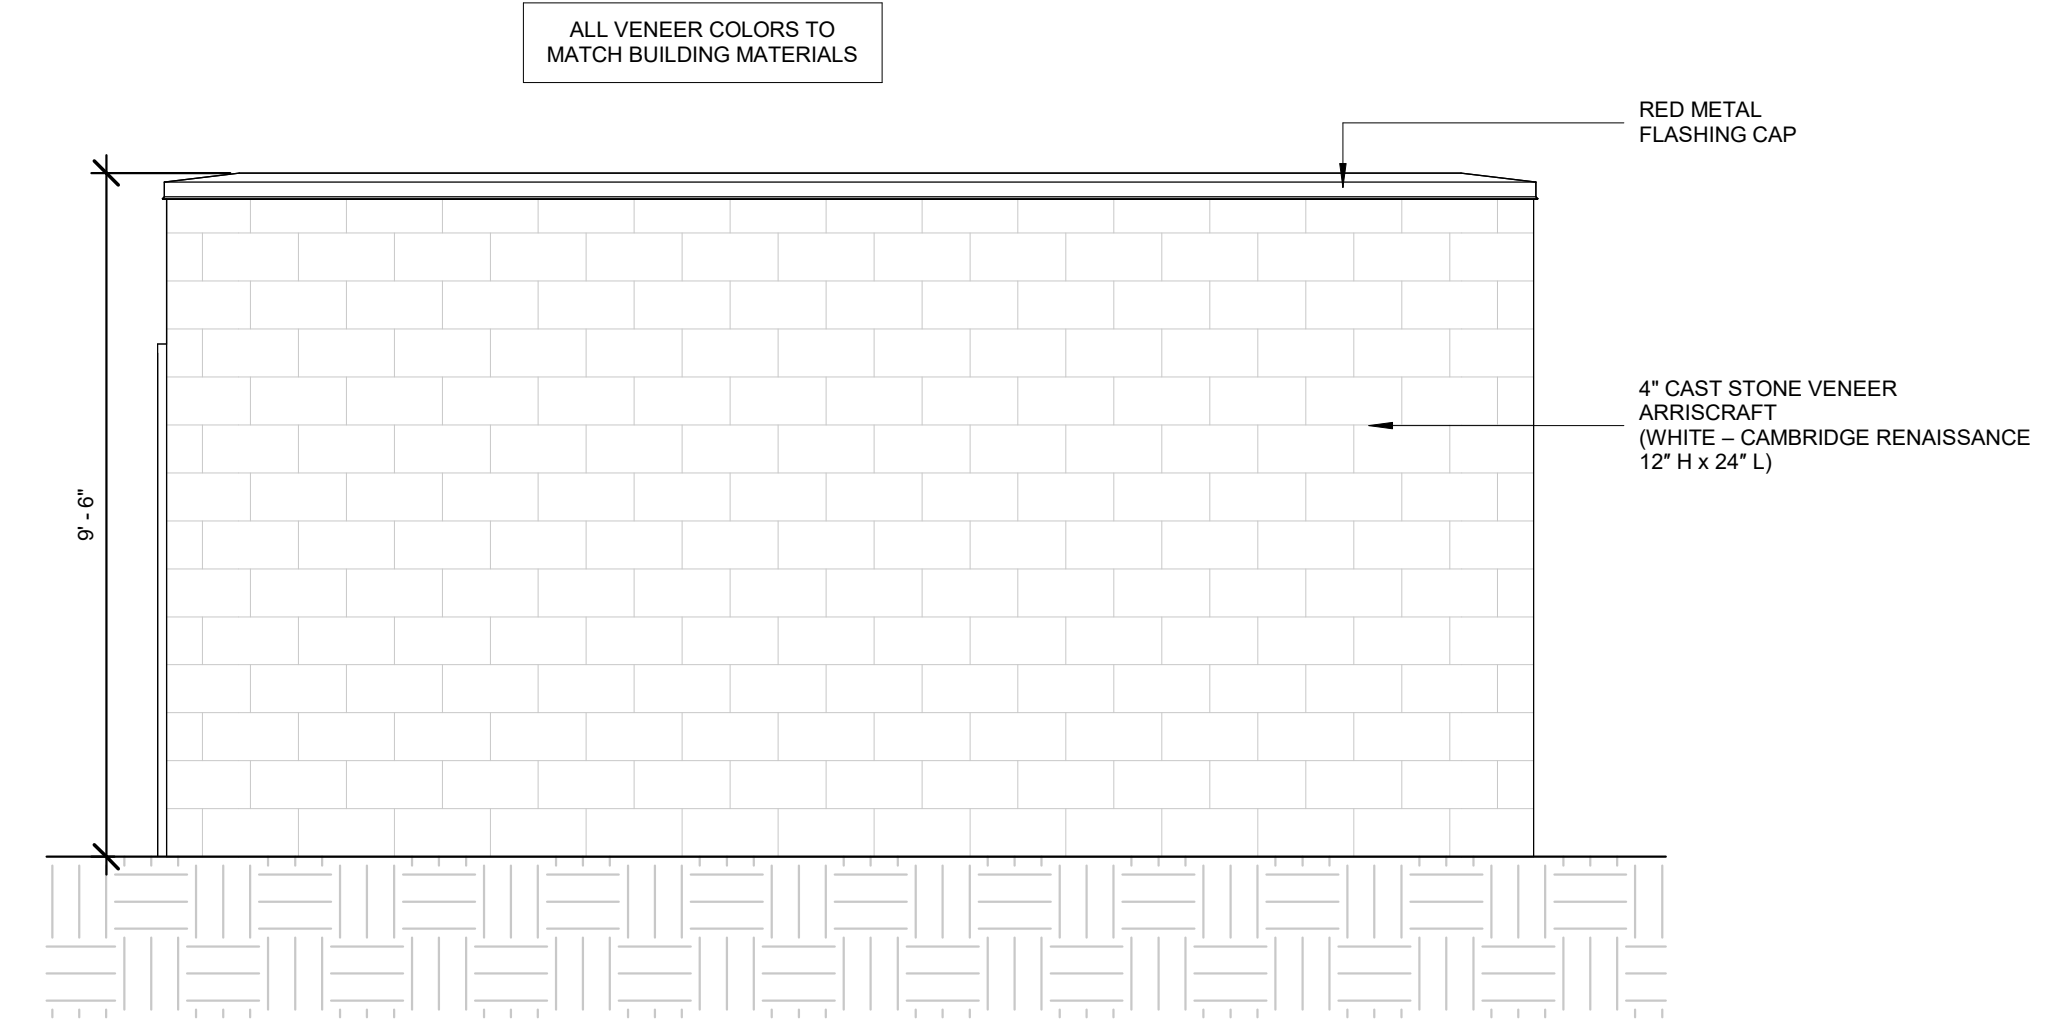 ALL VENEER COLORS TO
MATCH BUILDING MATERIALS
RED METAL
FLASHING CAP
4" CAST STONE VENEER
ARRISCRAFT
(WHITE – CAMBRIDGE RENAISSANCE
12″ H x 24″ L)
9' - 6"